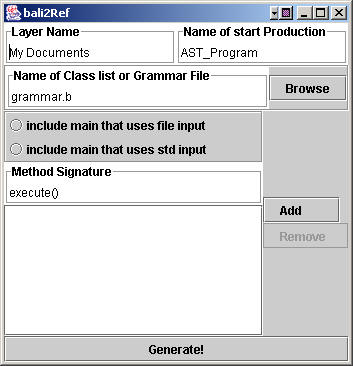 bali2Ref
Layer Name Name of start Production
My Documents AST_Program
Name of Class list or Grammar File
grammar.b Browse
include main that uses file input
include main that uses std input
Method Signature
execute()
Add
Remove
Generate!